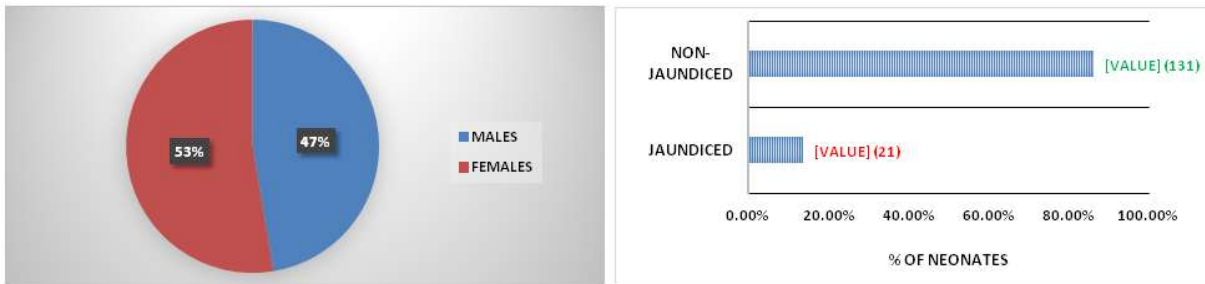 53%
47%
MALES
FEMALES
NON-
JAUNDICED
[VALUE] (131)
JAUNDICED
[VALUE] (21)
0.00% 20.00% 40.00% 60.00% 80.00% 100.00%
% OF NEONATES